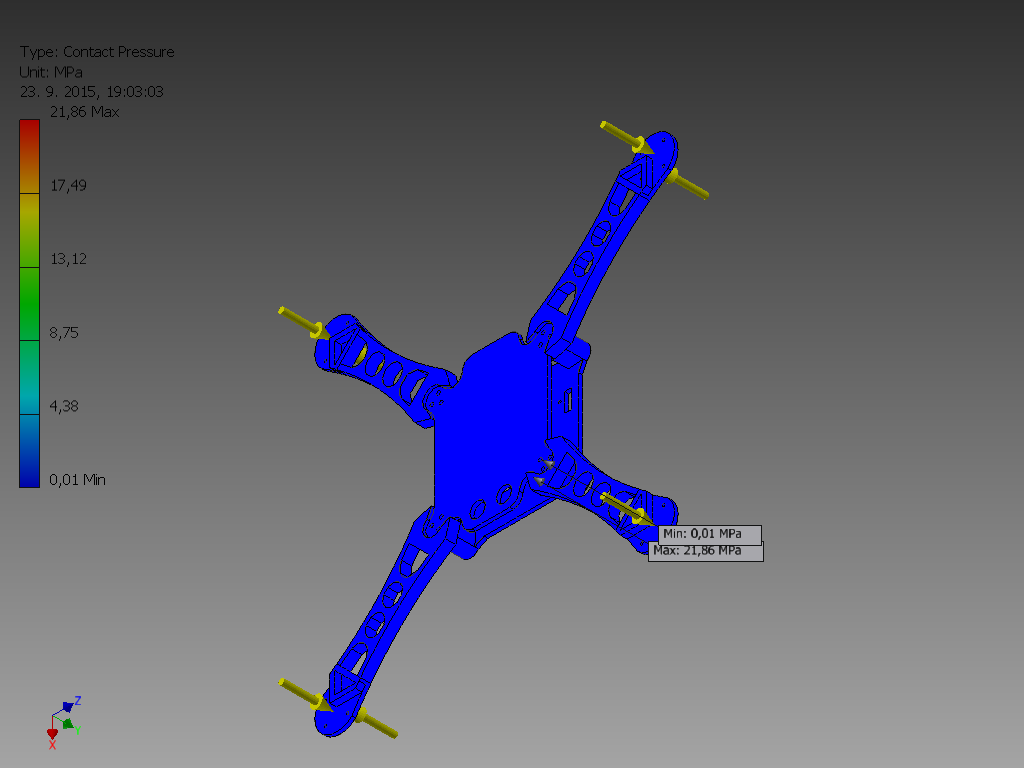 Type: Contact Pressure
Unit: MPa
23. 9. 2015, 19:03:03
21,86 Max
17,49
13,12
8,75
4,38
0,01 Min
Min: 0,01 MPa
Max: 21,86 MPa
Z
Y
X